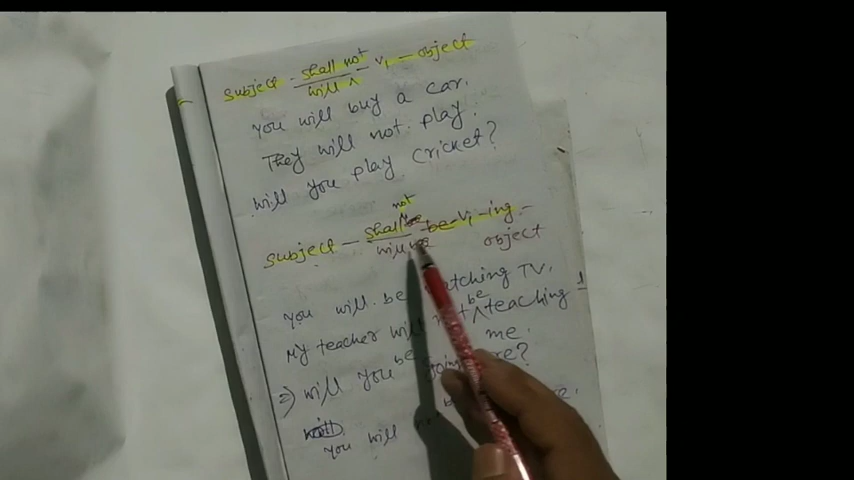 subject - shall not / will ^ - v1 - object
You will buy a car.
They will not play.
Will you play cricket?
not
subject - shall / will - be - v1 - ing -
object
You will be watching TV.
be
My teacher will not ^ teaching
me.
2) will you be going
You will